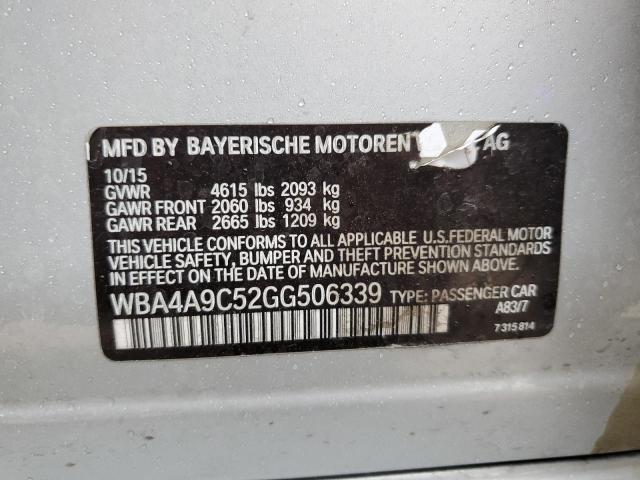 MFD BY BAYERISCHE MOTOREN AG
10/15
GVWR 4615 lbs 2093 kg
GAWR FRONT 2060 lbs 934 kg
GAWR REAR 2665 lbs 1209 kg
THIS VEHICLE CONFORMS TO ALL APPLICABLE U.S.FEDERAL MOTOR
VEHICLE SAFETY, BUMPER AND THEFT PREVENTION STANDARDS
IN EFFECT ON THE DATE OF MANUFACTURE SHOWN ABOVE.
WBA4A9C52GG506339 TYPE: PASSENGER CAR
A83/7
7315814